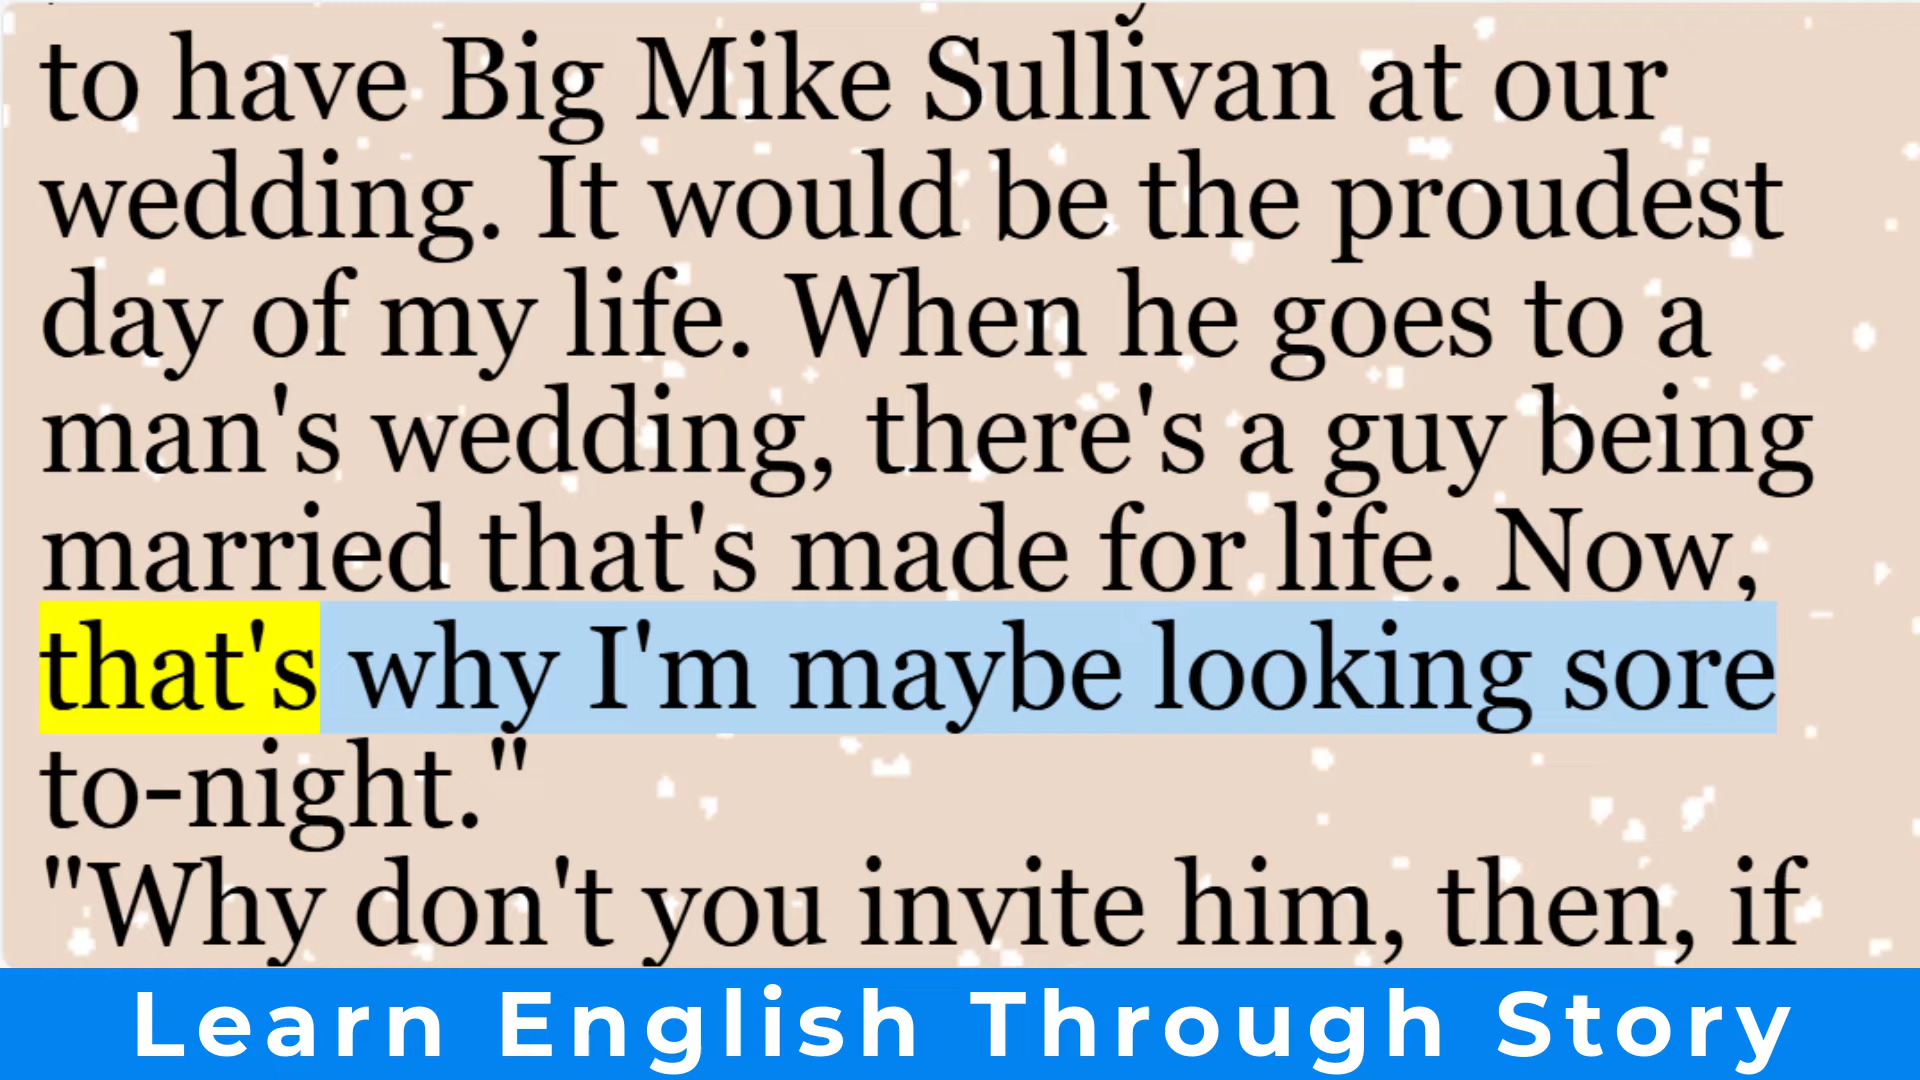 to have Big Mike Sullivan at our
wedding. It would be the proudest
day of my life. When he goes to a
man's wedding, there's a guy being
married that's made for life. Now,
that's why I'm maybe looking sore
to-night."
"Why don't you invite him, then, if
Learn English Through Story